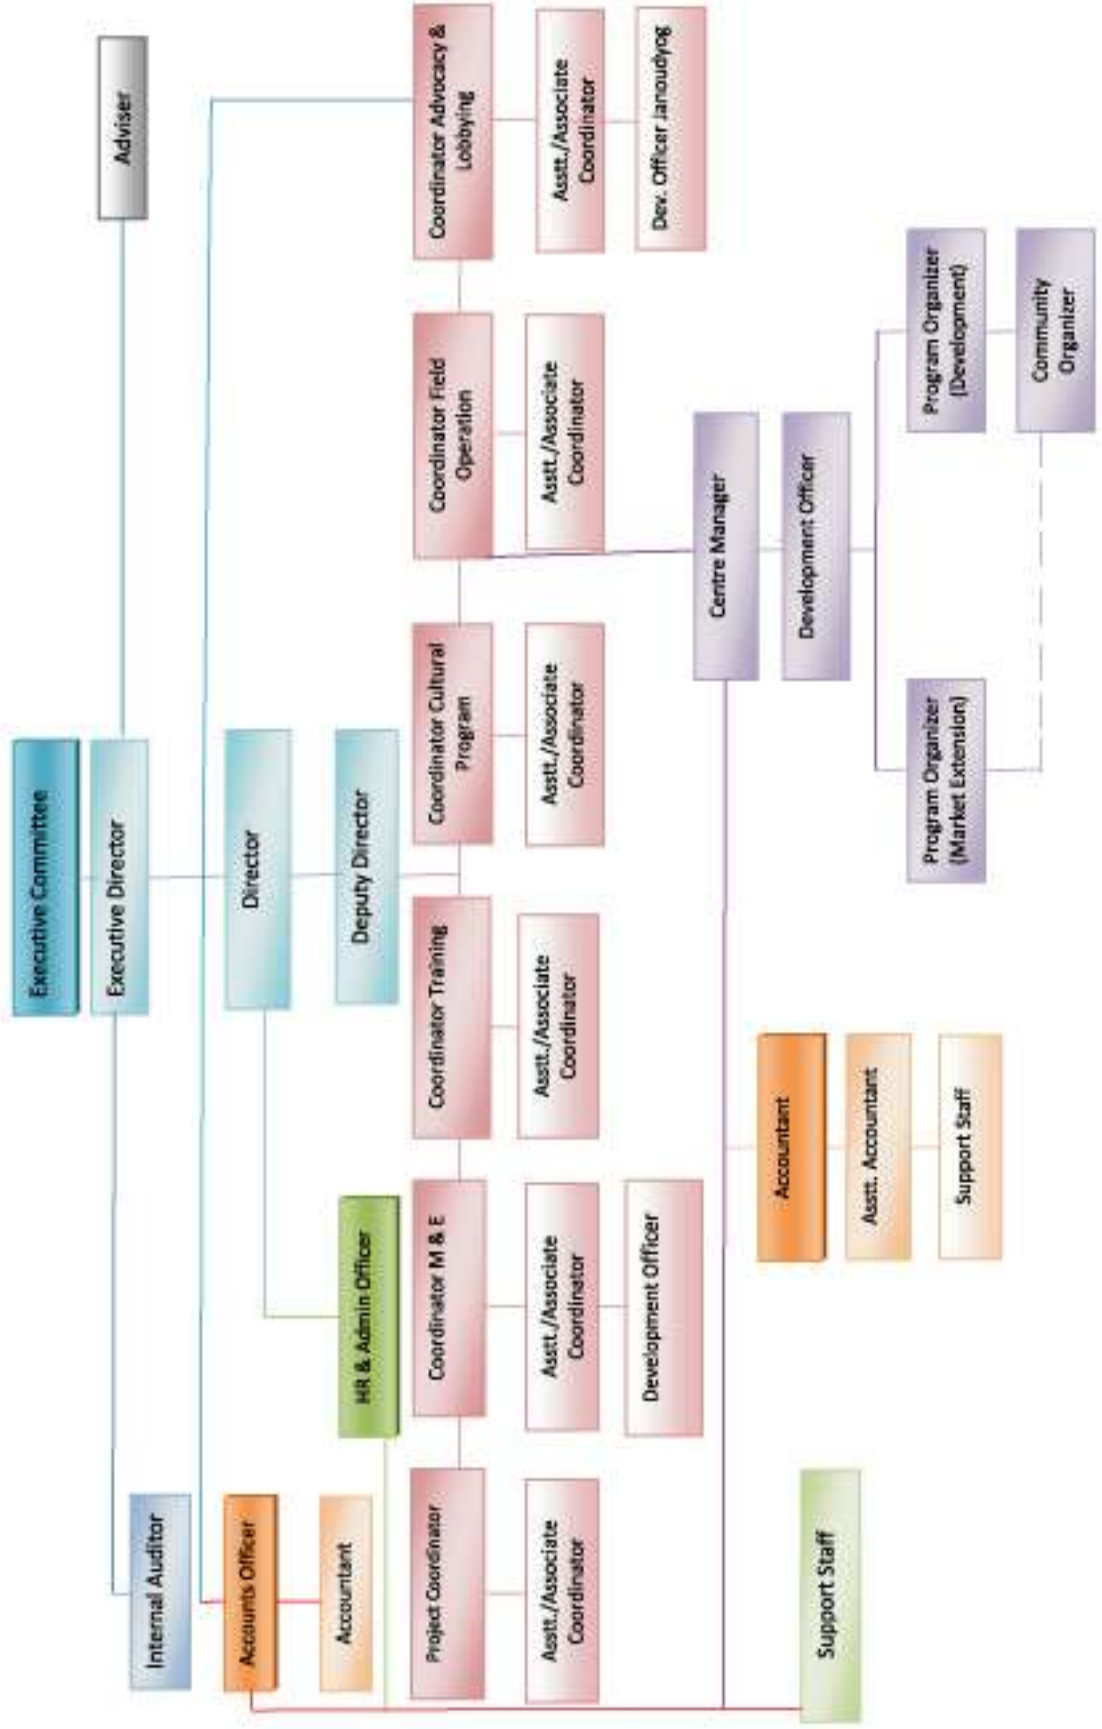 Executive Committee
Executive Director
Adviser
Internal Auditor
Accounts Officer
Accountant
Director
Deputy Director
HR & Admin Officer
Project Coordinator
Asstt./Associate
Coordinator
Coordinator M & E
Asstt./Associate
Coordinator
Development Officer
Coordinator Training
Asstt./Associate
Coordinator
Coordinator Cultural
Program
Asstt./Associate
Coordinator
Coordinator Field
Operation
Asstt./Associate
Coordinator
Coordinator Advocacy &
Lobbying
Asstt./Associate
Coordinator
Dev. Officer Janoudyog
Centre Manager
Development Officer
Program Organizer
(Market Extension)
Program Organizer
(Development)
Community
Organizer
Accountant
Asstt. Accountant
Support Staff
Support Staff